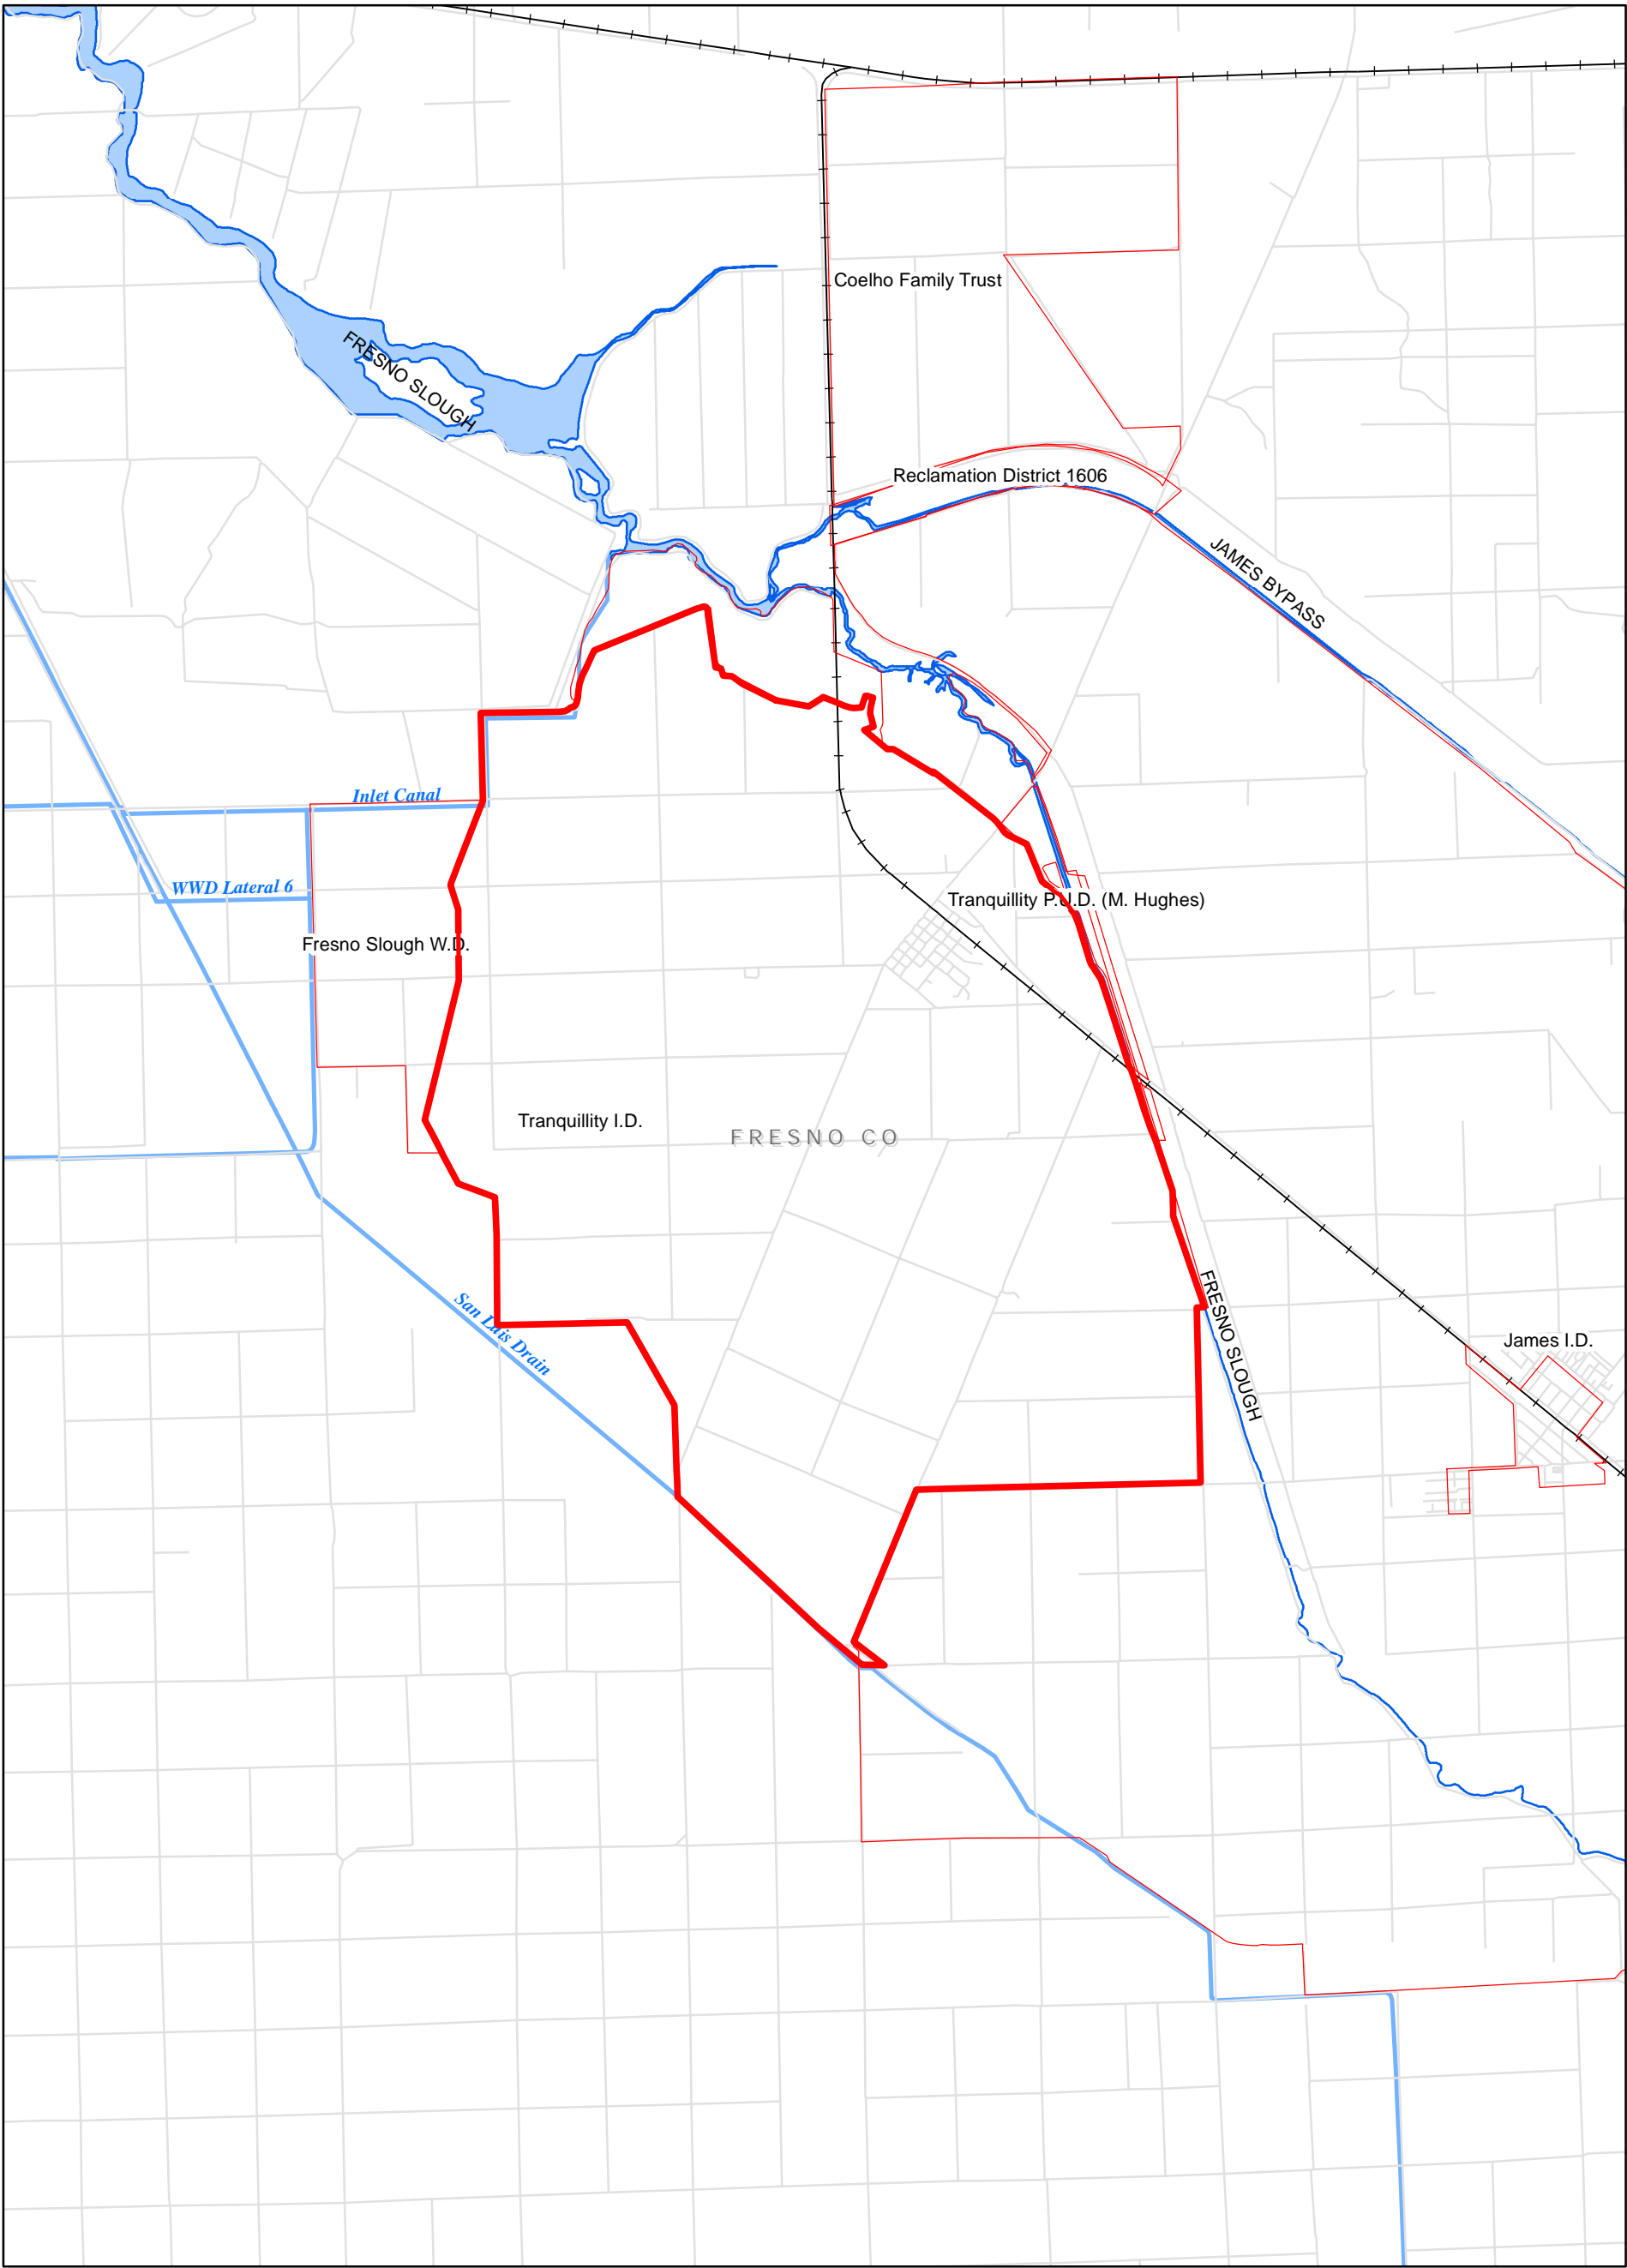 Coelho Family Trust
FRESNO SLOUGH
Reclamation District 1606
JAMES BYPASS
Inlet Canal
WWD Lateral 6
Tranquillity P.U.D. (M. Hughes)
Fresno Slough W.D.
Tranquillity I.D.
FRESNO CO
San Luis Drain
FRESNO SLOUGH
James I.D.